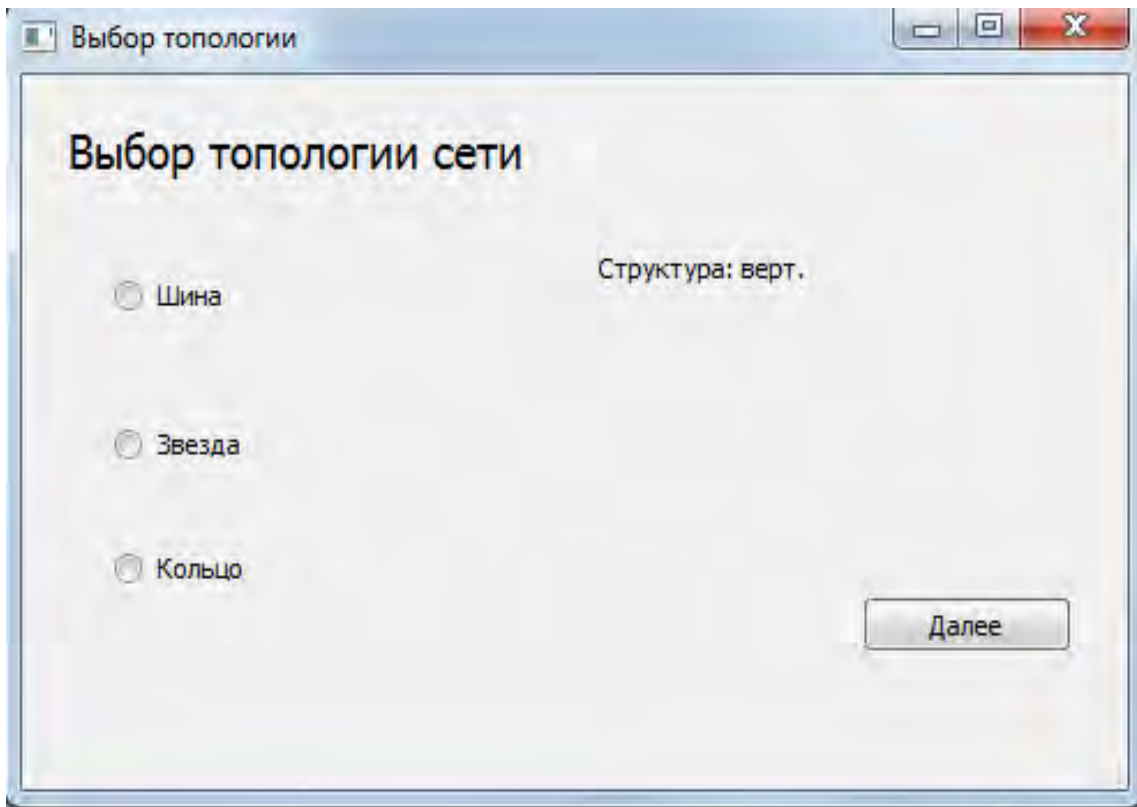 Выбор топологии
Выбор топологии сети
Структура: верт.
Шина
Звезда
Кольцо
Далее